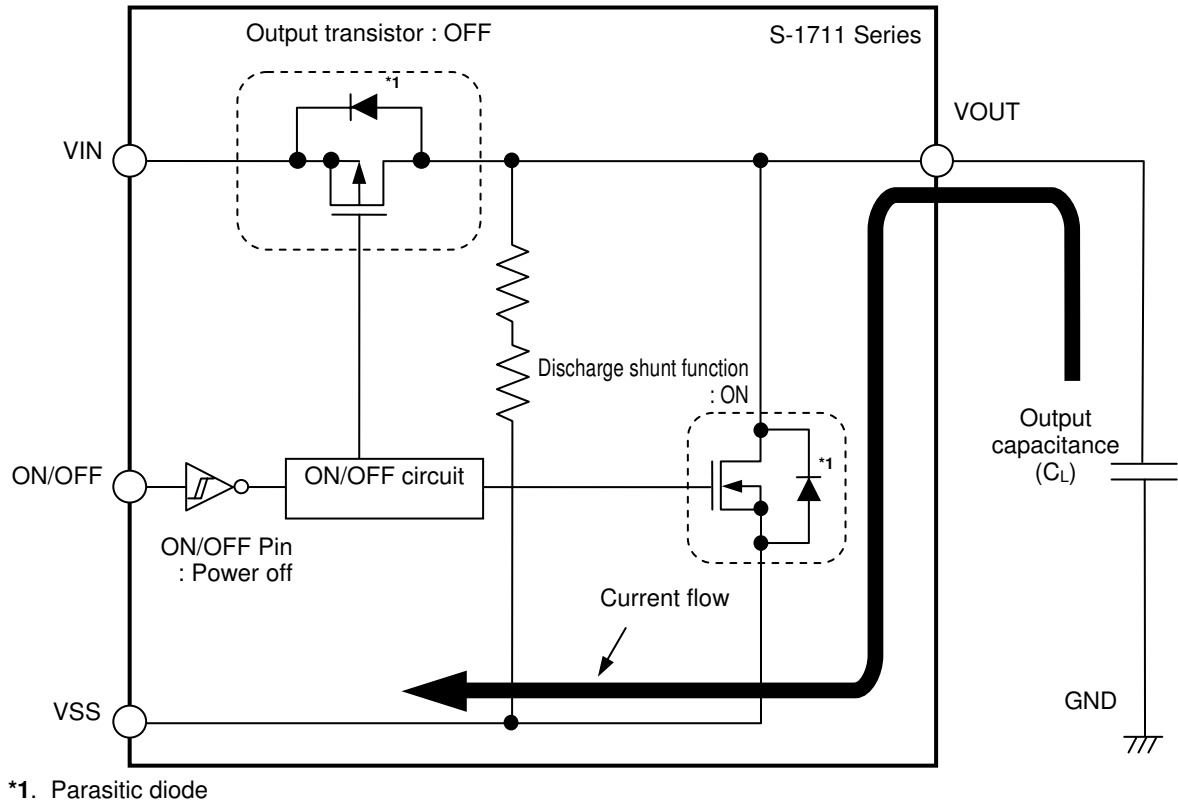 Output transistor : OFF
S-1711 Series
*1
VOUT
VIN
Discharge shunt function
: ON
Output
capacitance
(CL)
ON/OFF
ON/OFF circuit
*1
ON/OFF Pin
: Power off
Current flow
VSS
GND
*1. Parasitic diode